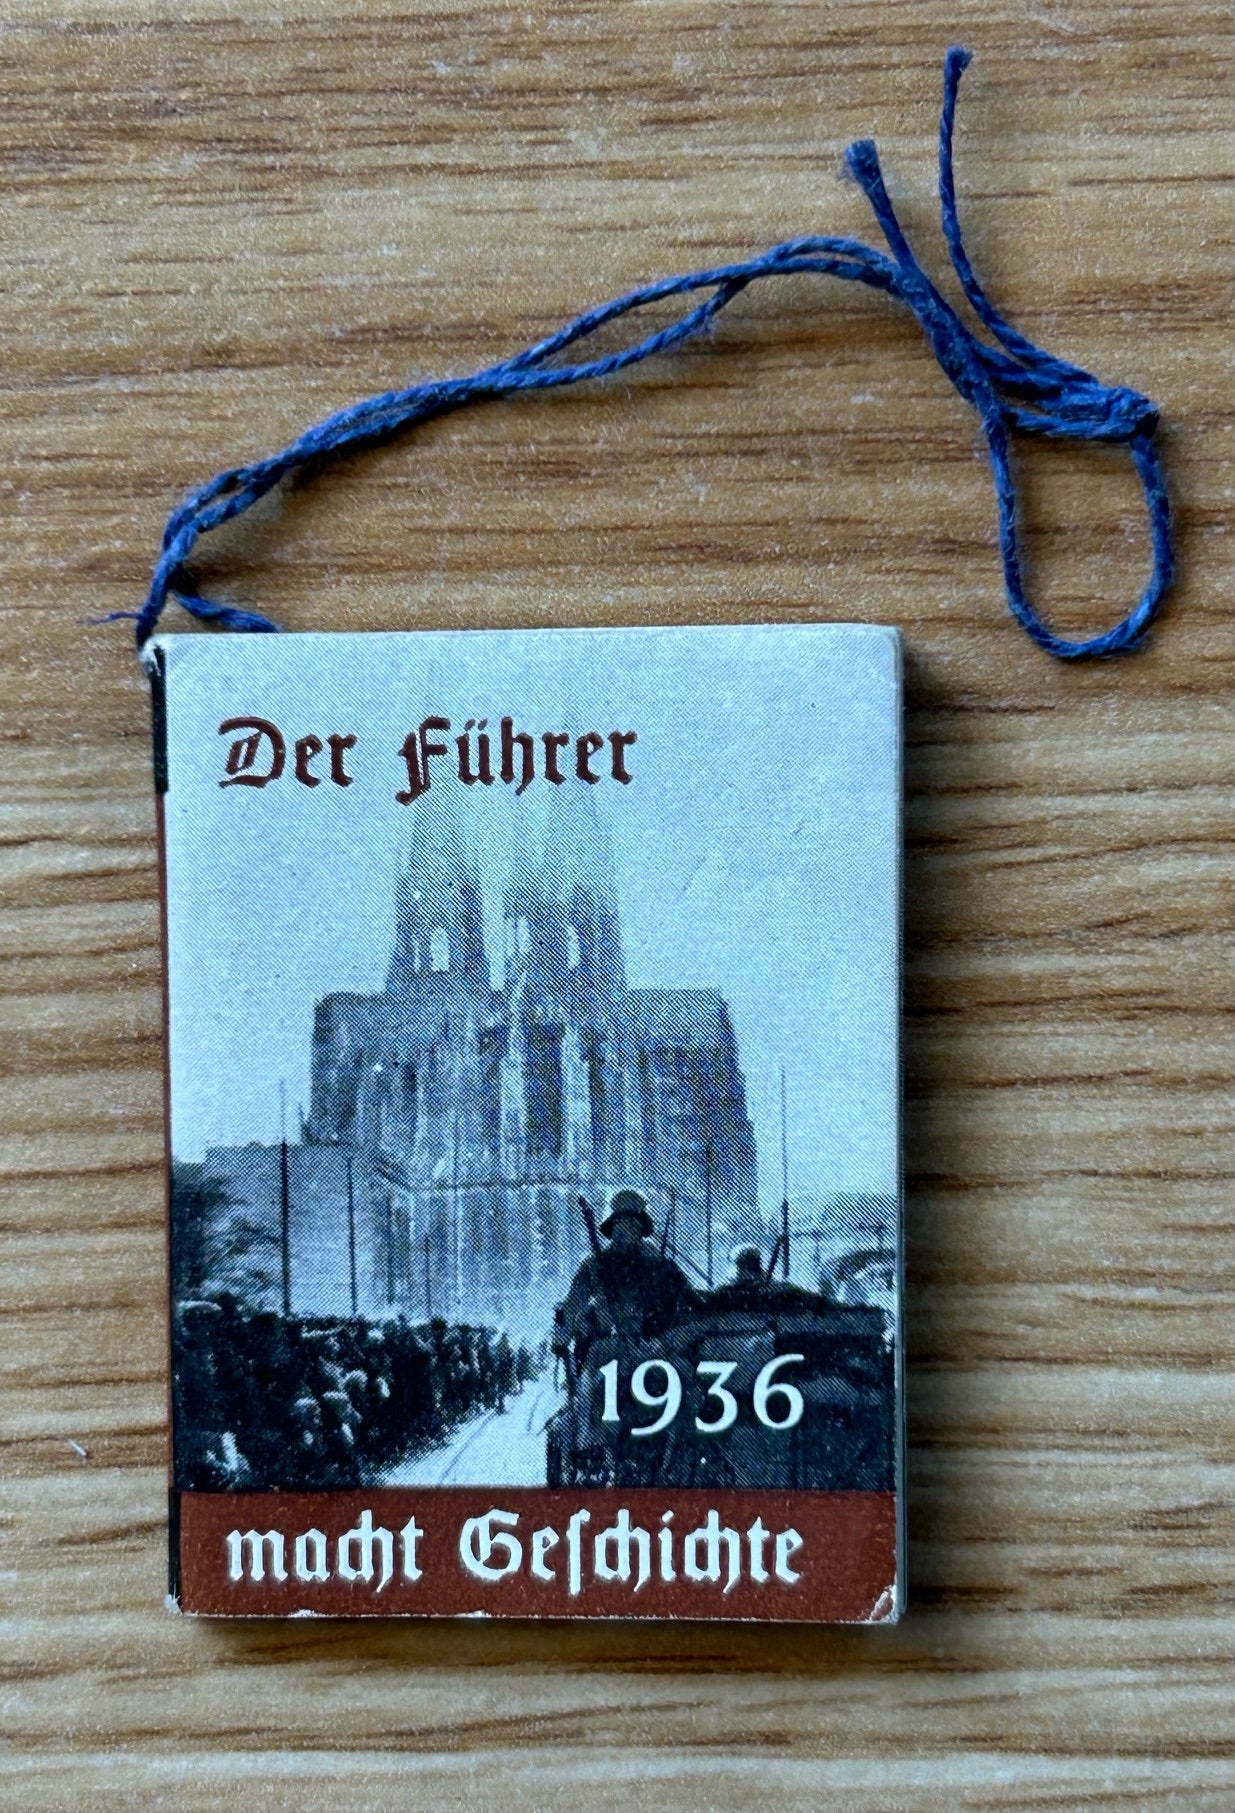 Der Führer
1936
macht Geſchichte